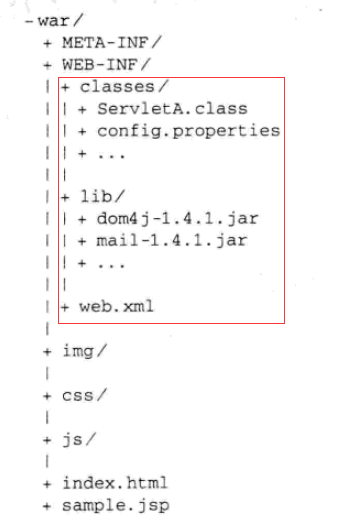 -war/
+ META-INF/
+ WEB-INF/
| + classes/
| | + ServletA.class
| | + config.properties
| | + ...
| |
| + lib/
| | + dom4j-1.4.1.jar
| | + mail-1.4.1.jar
| | + ...
| |
| + web.xml
|
+ img/
|
+ css/
|
+ js/
|
+ index.html
+ sample.jsp